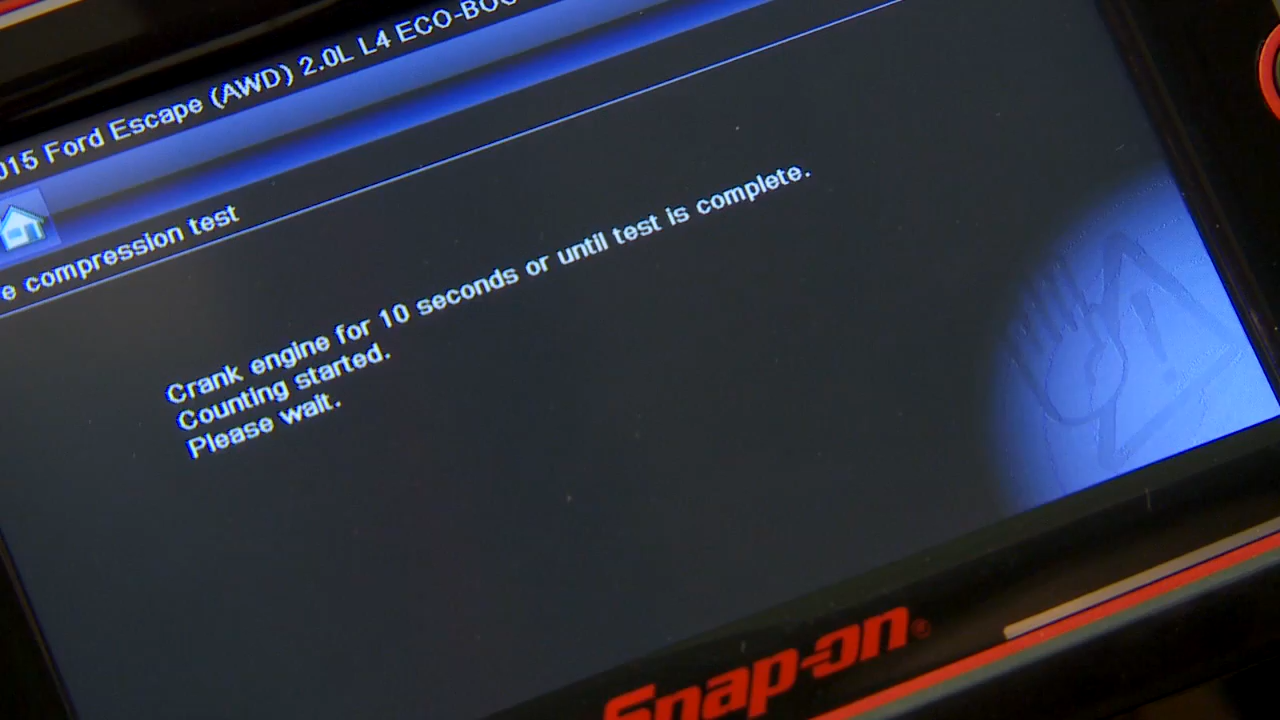 015 Ford Escape (AWD) 2.0L L4 ECO-BOO
e compression test
Crank engine for 10 seconds or until test is complete.
Counting started.
Please wait.
Snap-on®